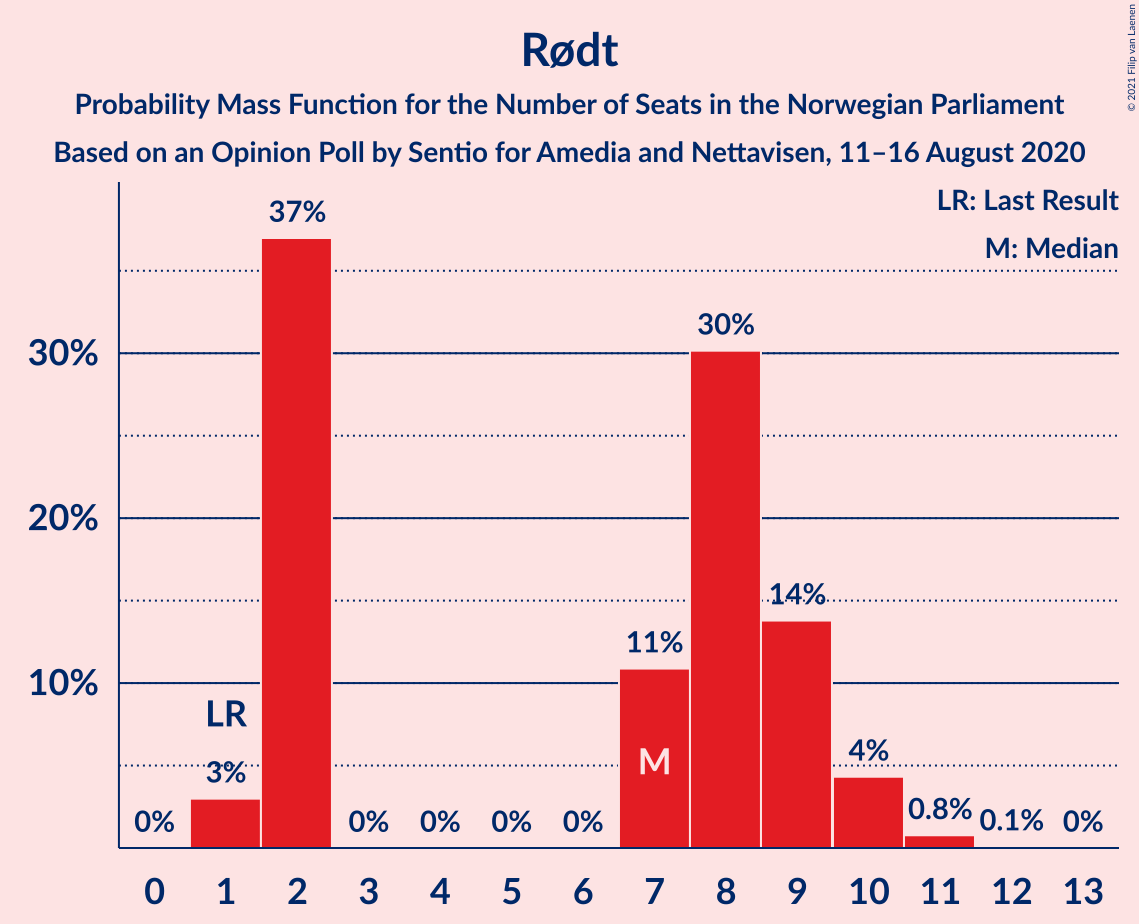 © 2021 Filip van Laenen
Rødt
Probability Mass Function for the Number of Seats in the Norwegian Parliament
Based on an Opinion Poll by Sentio for Amedia and Nettavisen, 11–16 August 2020
LR: Last Result
M: Median
37%
30%
30%
20%
14%
11%
10%
LR
M
4%
3%
0.8%
0% 0% 0% 0% 0% 0.1% 0%
0 1 2 3 4 5 6 7 8 9 10 11 12 13